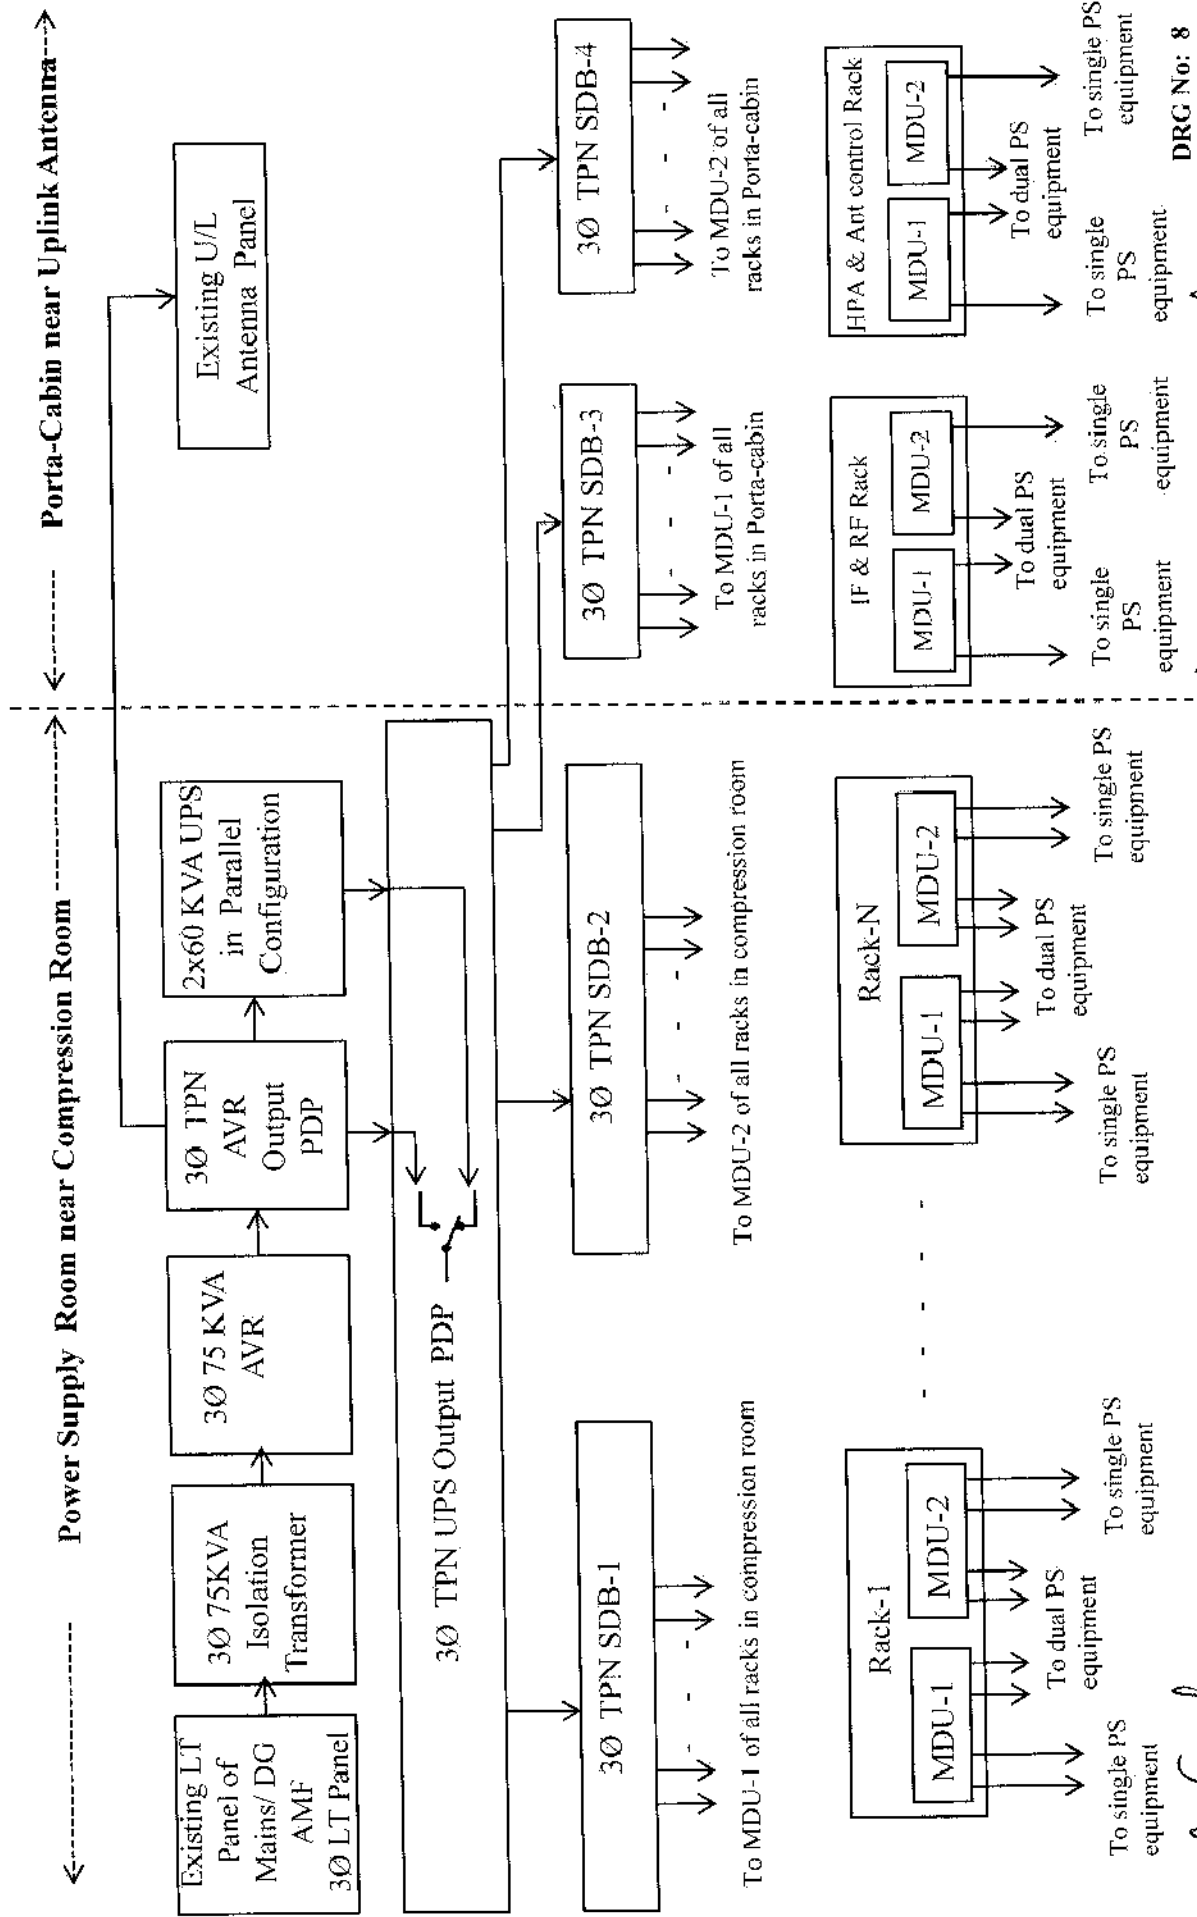 Power Supply Room near Compression Room
Porta-Cabin near Uplink Antenna
Existing LT
Panel of
Mains/ DG
AMF
3Ø LT Panel
3Ø 75KVA
Isolation
Transformer
3Ø 75 KVA
AVR
3Ø TPN
AVR
Output
PDP
2x60 KVA UPS
in Parallel
Configuration
Existing U/L
Antenna Panel
3Ø TPN UPS Output PDP
3Ø TPN SDB-1
To MDU-1 of all racks in compression room
3Ø TPN SDB-2
To MDU-2 of all racks in compression room
3Ø TPN SDB-3
To MDU-1 of all
racks in Porta-cabin
3Ø TPN SDB-4
To MDU-2 of all
racks in Porta-cabin
Rack-1
MDU-1
MDU-2
To single PS
equipment
To dual PS
equipment
To single PS
equipment
Rack-N
MDU-1
MDU-2
To single PS
equipment
To dual PS
equipment
To single PS
equipment
IF & RF Rack
MDU-1
MDU-2
To single
PS
equipment
To dual PS
equipment
To single
PS
equipment
HPA & Ant control Rack
MDU-1
MDU-2
To single
PS
equipment
To dual PS
equipment
To single PS
equipment
DRG No: 8